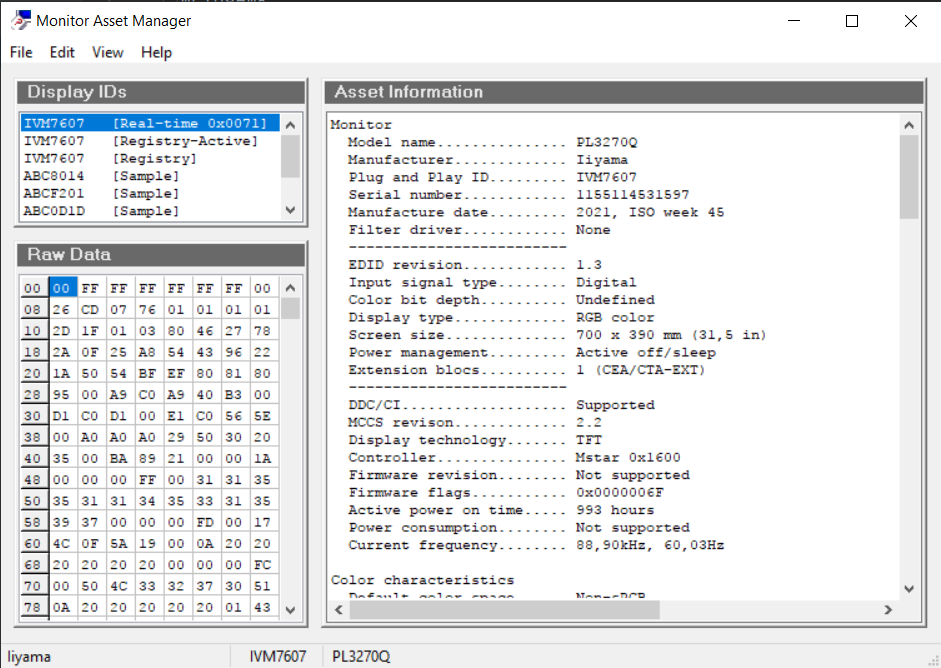 Monitor Asset Manager
File Edit View Help
Display IDs
IVM7607 [Real-time 0x0071]
IVM7607 [Registry-Active]
IVM7607 [Registry]
ABC8014 [Sample]
ABCF201 [Sample]
ABC0D1D [Sample]
Raw Data
00 00 FF FF FF FF FF FF 00
08 26 CD 07 76 01 01 01 01
10 2D 1F 01 03 80 46 27 78
18 2A 0F 25 A8 54 43 96 22
20 1A 50 54 BF EF 80 81 80
28 95 00 A9 C0 A9 40 B3 00
30 D1 C0 D1 00 E1 C0 56 5E
38 00 A0 A0 A0 29 50 30 20
40 35 00 BA 89 21 00 00 1A
48 00 00 00 FF 00 31 31 35
50 35 31 31 34 35 33 31 35
58 39 37 00 00 00 FD 00 17
60 4C 0F 5A 19 00 0A 20 20
68 20 20 20 20 00 00 00 FC
70 00 50 4C 33 32 37 30 51
78 0A 20 20 20 20 20 01 43
Asset Information
Monitor
Model name............... PL3270Q
Manufacturer............. Iiyama
Plug and Play ID......... IVM7607
Serial number............ 1155114531597
Manufacture date......... 2021, ISO week 45
Filter driver............ None
-------------------------
EDID revision............ 1.3
Input signal type........ Digital
Color bit depth.......... Undefined
Display type............. RGB color
Screen size.............. 700 x 390 mm (31,5 in)
Power management......... Active off/sleep
Extension blocs.......... 1 (CEA/CTA-EXT)
-------------------------
DDC/CI................... Supported
MCCS revison............. 2.2
Display technology....... TFT
Controller............... Mstar 0x1600
Firmware revision........ Not supported
Firmware flags........... 0x0000006F
Active power on time..... 993 hours
Power consumption........ Not supported
Current frequency........ 88,90kHz, 60,03Hz
Color characteristics
Default color space...... Non-sRGB
Iiyama IVM7607 PL3270Q